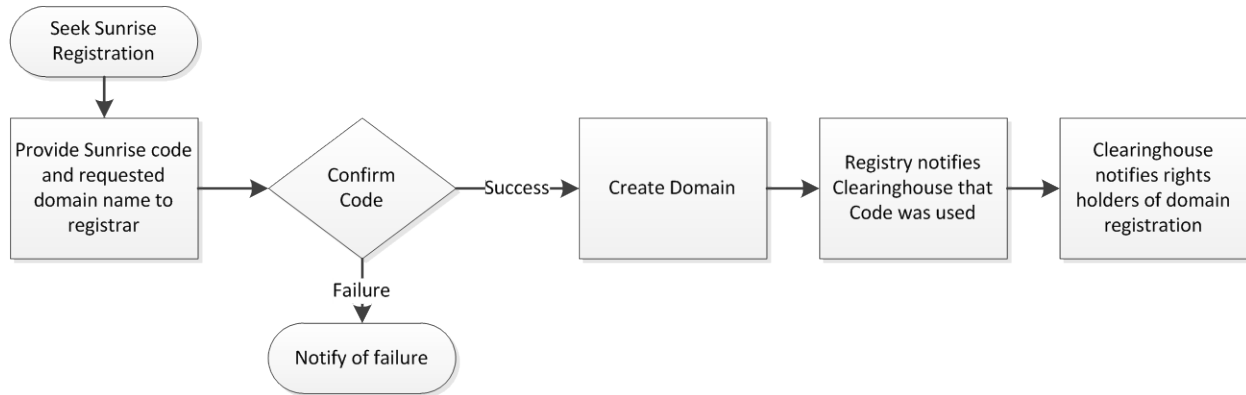 Seek Sunrise
Registration
Provide Sunrise code
and requested
domain name to
registrar
Confirm
Code
Success
Create Domain
Registry notifies
Clearinghouse that
Code was used
Clearinghouse
notifies rights
holders of domain
registration
Failure
Notify of failure